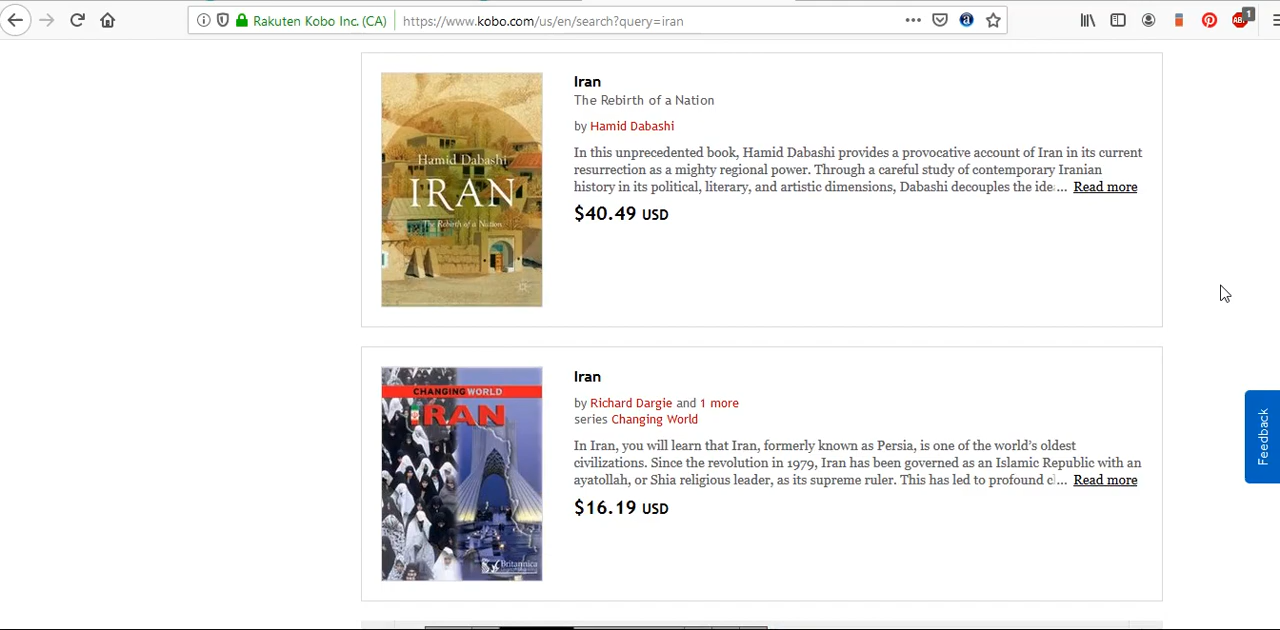 Rakuten Kobo Inc. (CA)
https://www.kobo.com/us/en/search?query=iran
ABP
1
Hamid Dabashi
IRAN
The Rebirth of a Nation
Iran
The Rebirth of a Nation
by Hamid Dabashi
In this unprecedented book, Hamid Dabashi provides a provocative account of Iran in its current
resurrection as a mighty regional power. Through a careful study of contemporary Iranian
history in its political, literary, and artistic dimensions, Dabashi decouples the ide... Read more
$40.49 USD
CHANGING WORLD
IRAN
Britannica
Iran
by Richard Dargie and 1 more
series Changing World
In Iran, you will learn that Iran, formerly known as Persia, is one of the world's oldest
civilizations. Since the revolution in 1979, Iran has been governed as an Islamic Republic with an
ayatollah, or Shia religious leader, as its supreme ruler. This has led to profound c... Read more
$16.19 USD
Feedback